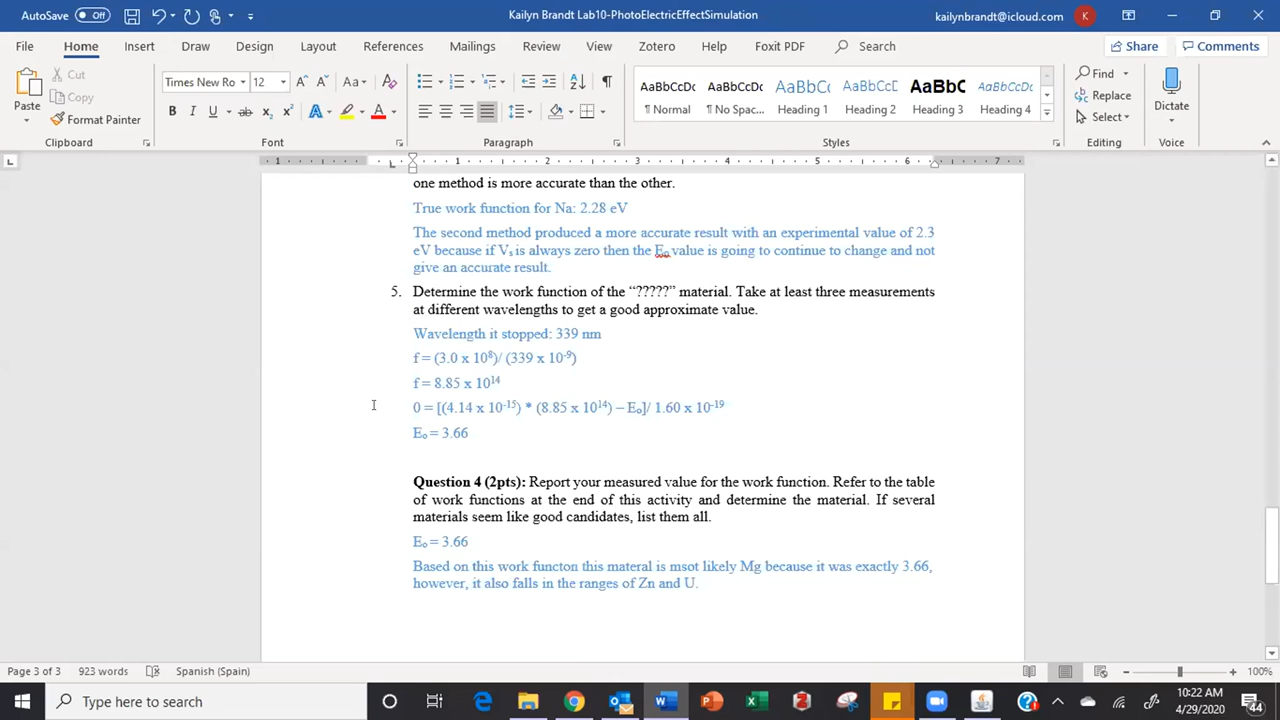 AutoSave Off
Kailyn Brandt Lab10-PhotoElectricEffectSimulation
kailynbrandt@icloud.com K
File Home Insert Draw Design Layout References Mailings Review View Zotero Help Foxit PDF Search Share Comments
Paste Cut Copy Format Painter
Times New Ro 12
AaBbCcDc AaBbCcDc AaBbCc AaBbCcD AaBbC AaBbCcDc
¶ Normal ¶ No Spac... Heading 1 Heading 2 Heading 3 Heading 4
Find Replace Select Dictate
Clipboard Font Paragraph Styles Editing Voice
1 1 2 3 4 5 6 7
one method is more accurate than the other.
True work function for Na: 2.28 eV
The second method produced a more accurate result with an experimental value of 2.3
eV because if Vs is always zero then the Eo value is going to continue to change and not
give an accurate result.
5. Determine the work function of the “?????” material. Take at least three measurements
at different wavelengths to get a good approximate value.
Wavelength it stopped: 339 nm
f = (3.0 x 10⁸)/ (339 x 10⁻⁹)
f = 8.85 x 10¹⁴
0 = [(4.14 x 10⁻¹⁵) * (8.85 x 10¹⁴) – Eo]/ 1.60 x 10⁻¹⁹
Eo = 3.66
Question 4 (2pts): Report your measured value for the work function. Refer to the table
of work functions at the end of this activity and determine the material. If several
materials seem like good candidates, list them all.
Eo = 3.66
Based on this work functon this materal is msot likely Mg because it was exactly 3.66,
however, it also falls in the ranges of Zn and U.
Page 3 of 3 923 words Spanish (Spain) 100%
Type here to search
10:22 AM
4/29/2020
44